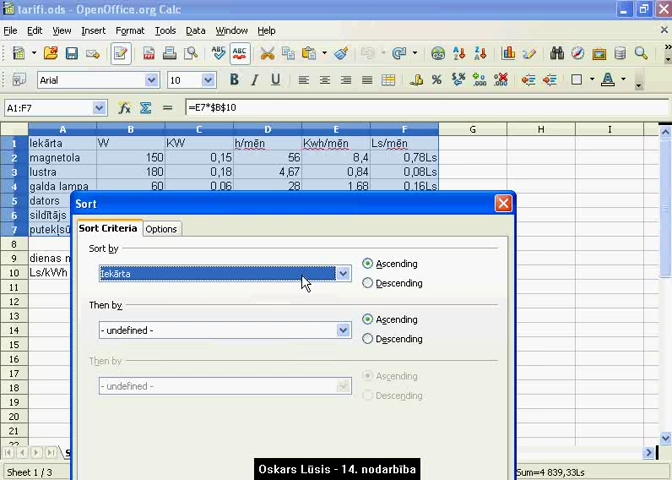 tarifi.ods - OpenOffice.org Calc
File Edit View Insert Format Tools Data Window Help
Arial 10
A1:F7 =E7*$B$10
A B C D E F G H I
1 Iekārta W KW h/mēn Kwh/mēn Ls/mēn
2 magnetola 150 0,15 56 8,4 0,78Ls
3 lustra 180 0,18 4,67 0,84 0,08Ls
4 galda lampa 60 0,06 28 1,68 0,16Ls
5 dators
6 sildītājs
7
8
9 dienas
10 Ls/kWh
11
12
13
14
15
16
17
18
19
20
21
22
Sort
Sort Criteria Options
Sort by
Iekārta
Ascending
Descending
Then by
- undefined -
Ascending
Descending
Then by
- undefined -
Ascending
Descending
Sheet 1 / 3
Sum=4 839,33Ls
Oskars Lūsis - 14. nodarbība